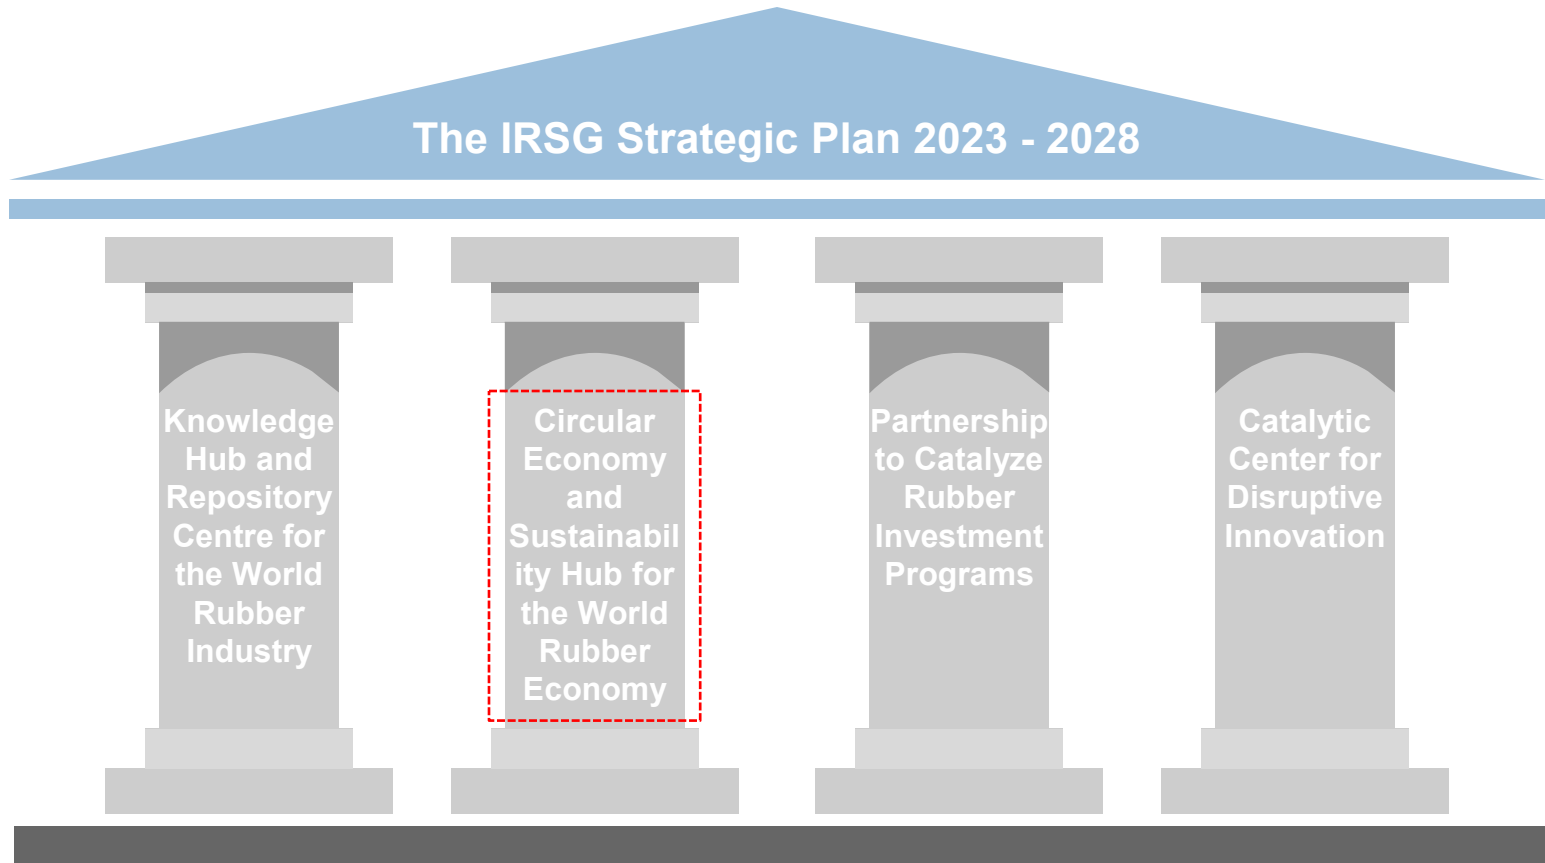 The IRSG Strategic Plan 2023 - 2028
Knowledge
Hub and
Repository
Centre for
the World
Rubber
Industry
Circular
Economy
and
Sustainabil
ity Hub for
the World
Rubber
Economy
Partnership
to Catalyze
Rubber
Investment
Programs
Catalytic
Center for
Disruptive
Innovation